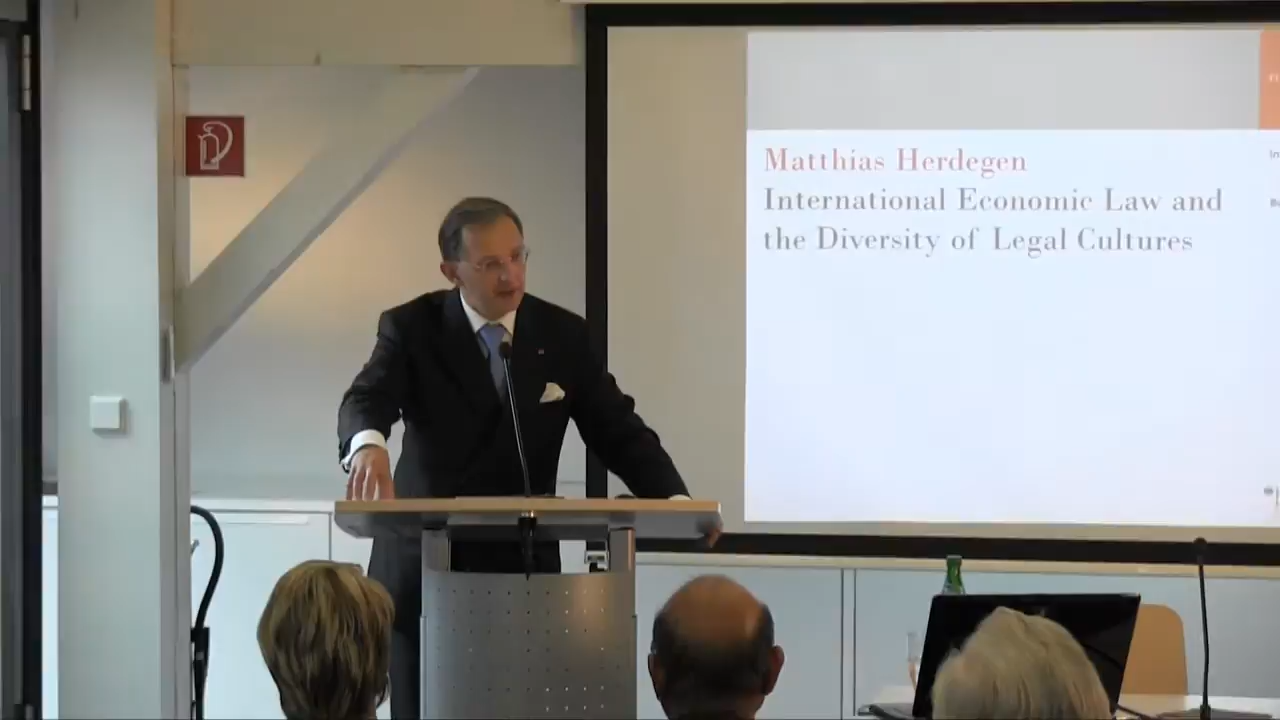 Matthias Herdegen
International Economic Law and
the Diversity of Legal Cultures